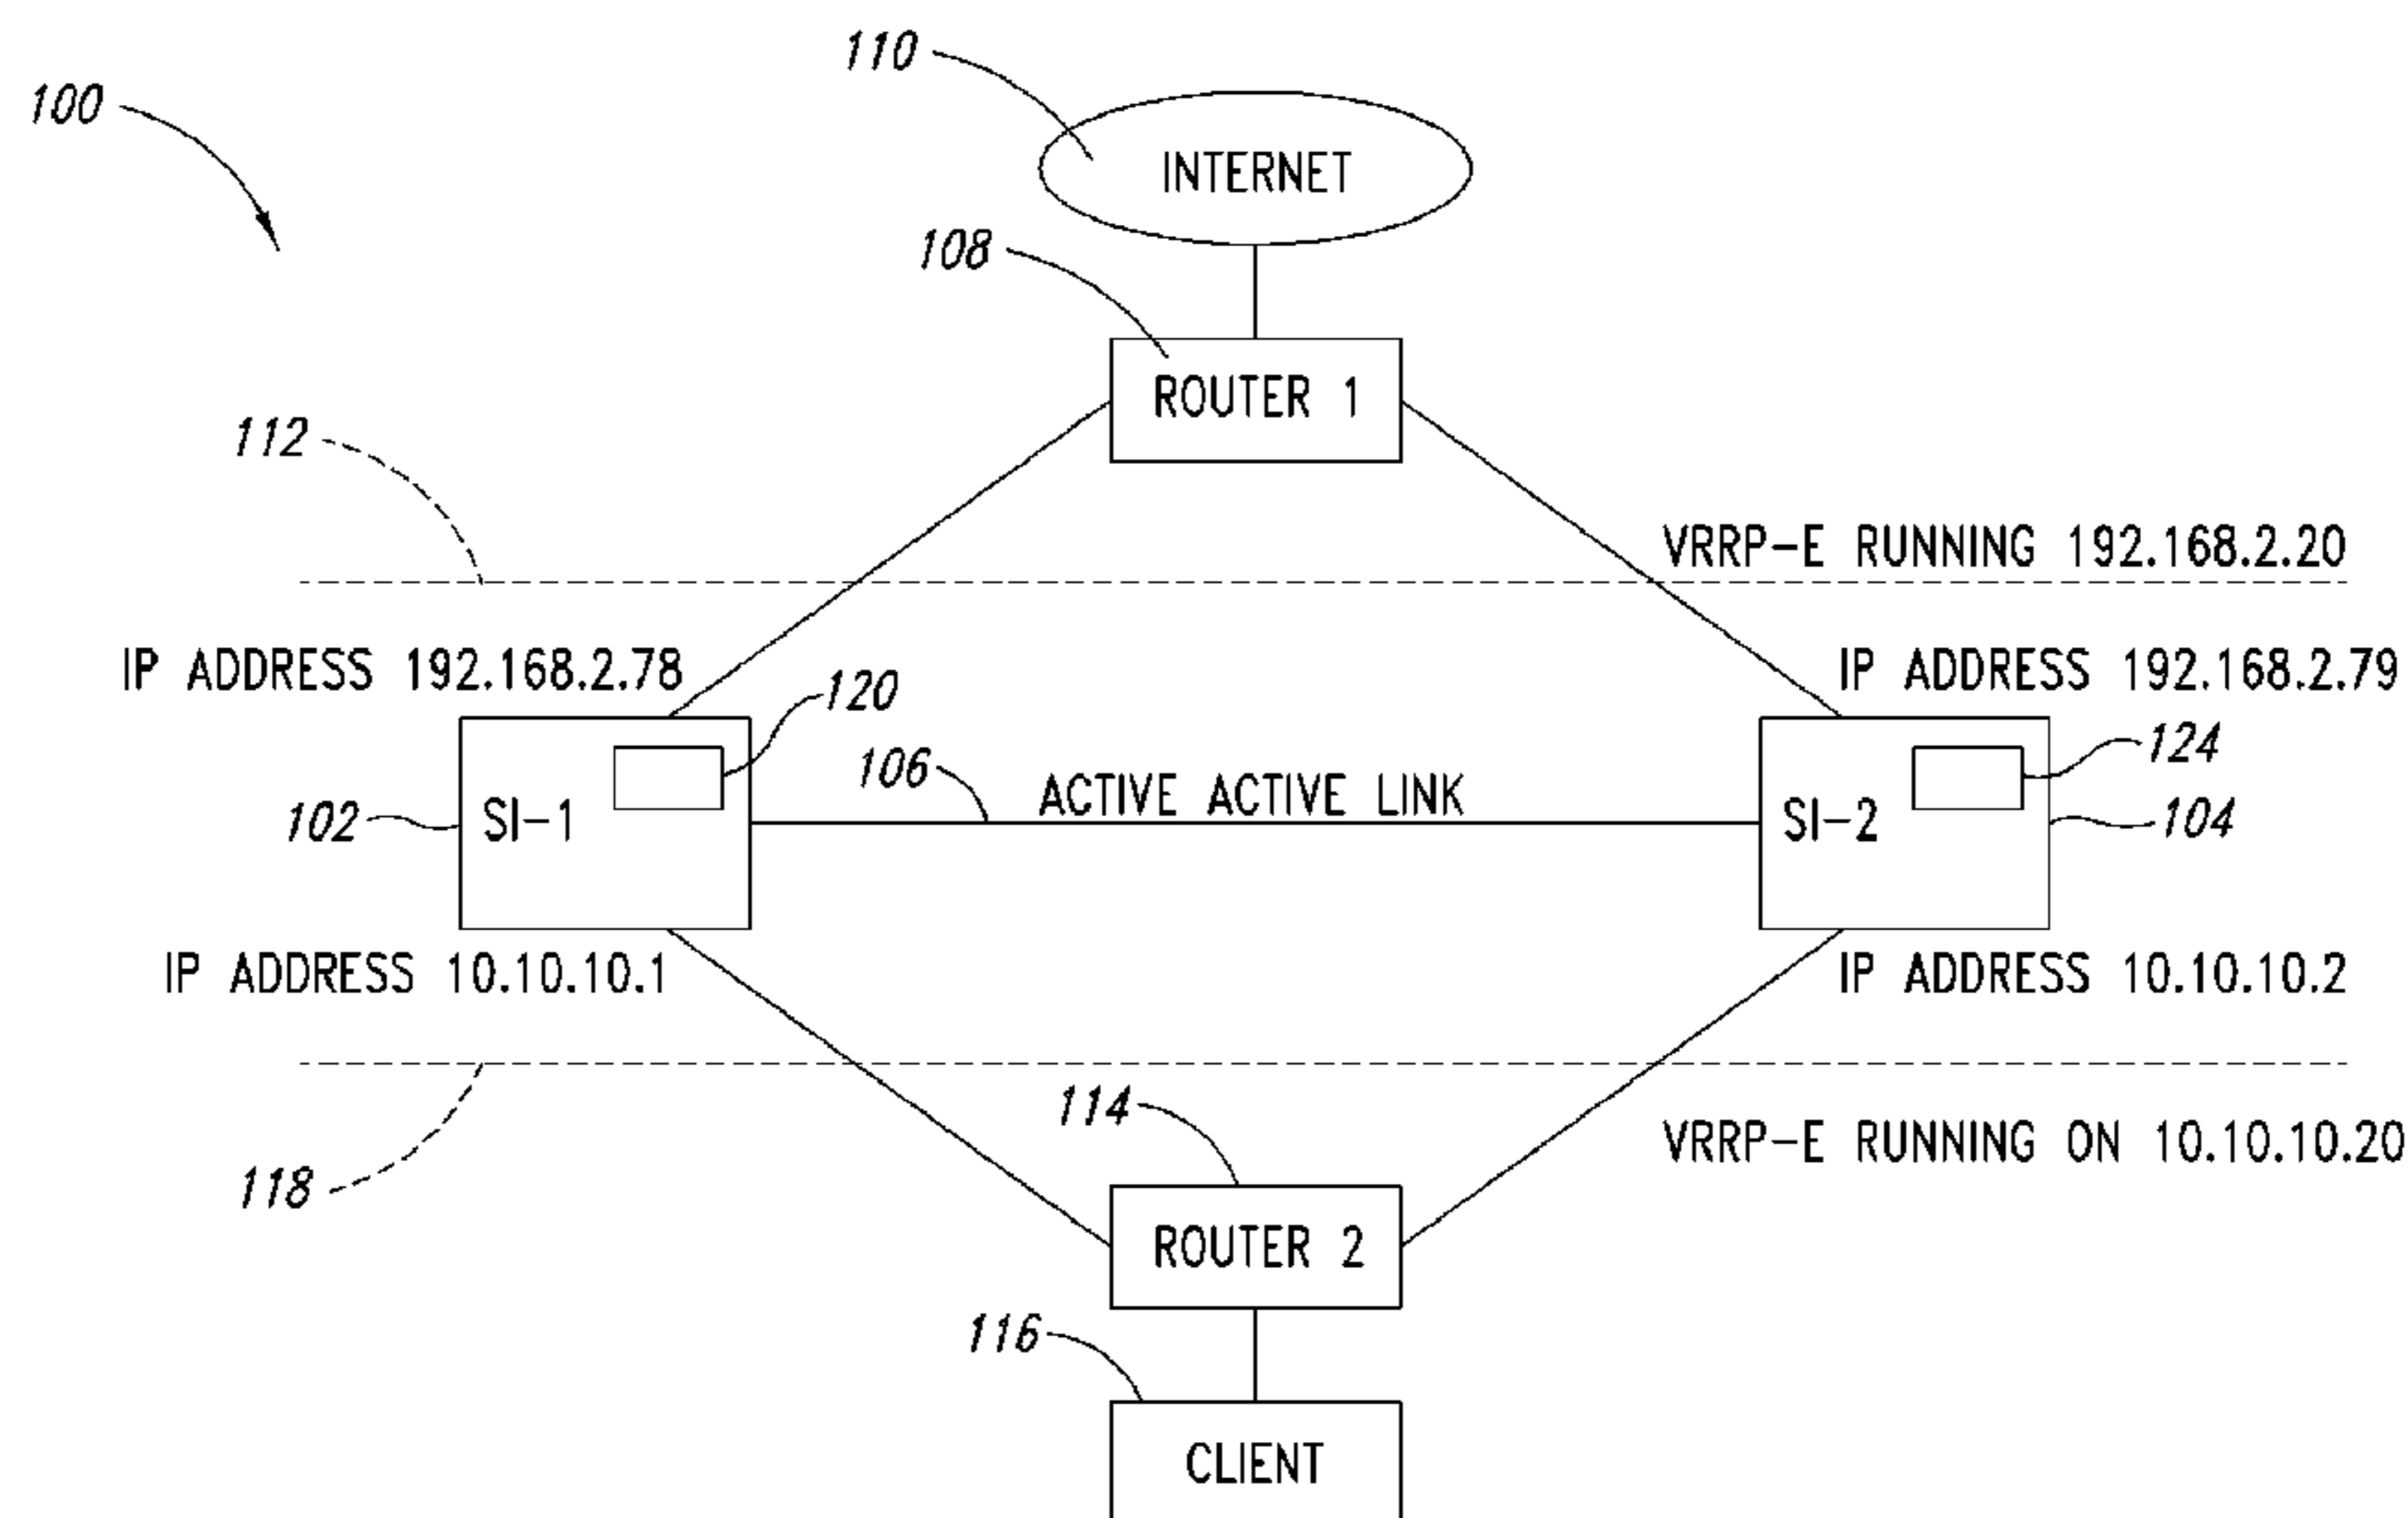 110
100
INTERNET
108
ROUTER 1
112
VRRP-E RUNNING 192.168.2.20
IP ADDRESS 192.168.2.78
IP ADDRESS 192.168.2.79
120
124
106
ACTIVE ACTIVE LINK
102
SI-1
SI-2
104
IP ADDRESS 10.10.10.1
IP ADDRESS 10.10.10.2
114
VRRP-E RUNNING ON 10.10.10.20
118
ROUTER 2
116
CLIENT